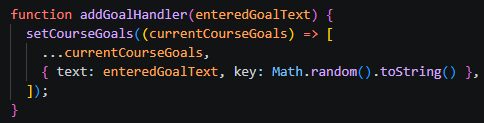 function addGoalHandler(enteredGoalText) {
  setCourseGoals((currentCourseGoals) => [
    ...currentCourseGoals,
    { text: enteredGoalText, key: Math.random().toString() },
  ]);
}